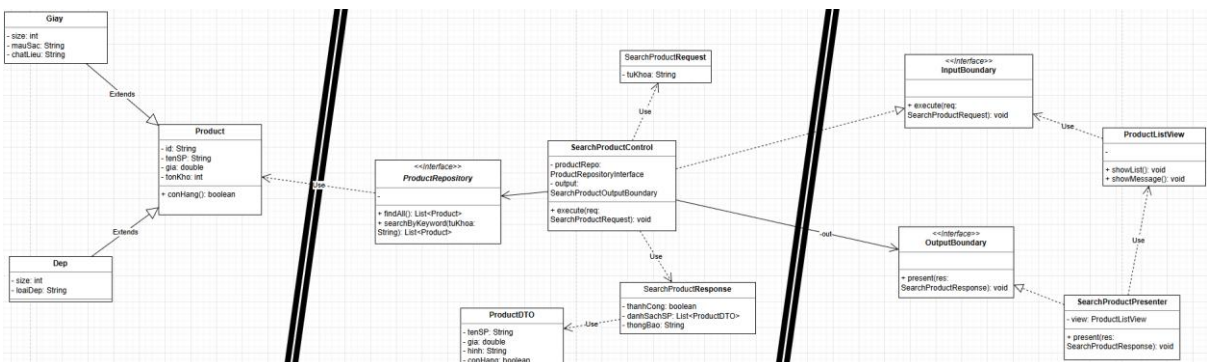 Giay
- size: int
- mauSac: String
- chatLieu: String
Extends
Product
- id: String
- tenSP: String
- gia: double
- tonKho: int
+ conHang(): boolean
Extends
Dep
- size: int
- loaiDep: String
Use
<<Interface>>
ProductRepository
-
+ findAll(): List<Product>
+ searchByKeyword(tuKhoa:
String): List<Product>
SearchProductRequest
- tuKhoa: String
Use
SearchProductControl
- productRepo:
ProductRepositoryInterface
- output:
SearchProductOutputBoundary
+ execute(req:
SearchProductRequest): void
Use
SearchProductResponse
- thanhCong: boolean
- danhSachSP: List<ProductDTO>
- thongBao: String
Use
ProductDTO
- tenSP: String
- gia: double
- hinh: String
- conHang: boolean
<<Interface>>
InputBoundary
+ execute(req:
SearchProductRequest): void
Use
ProductListView
-
+ showList(): void
+ showMessage(): void
-out
<<Interface>>
OutputBoundary
+ present(res:
SearchProductResponse): void
Use
SearchProductPresenter
- view: ProductListView
+ present(res:
SearchProductResponse): void